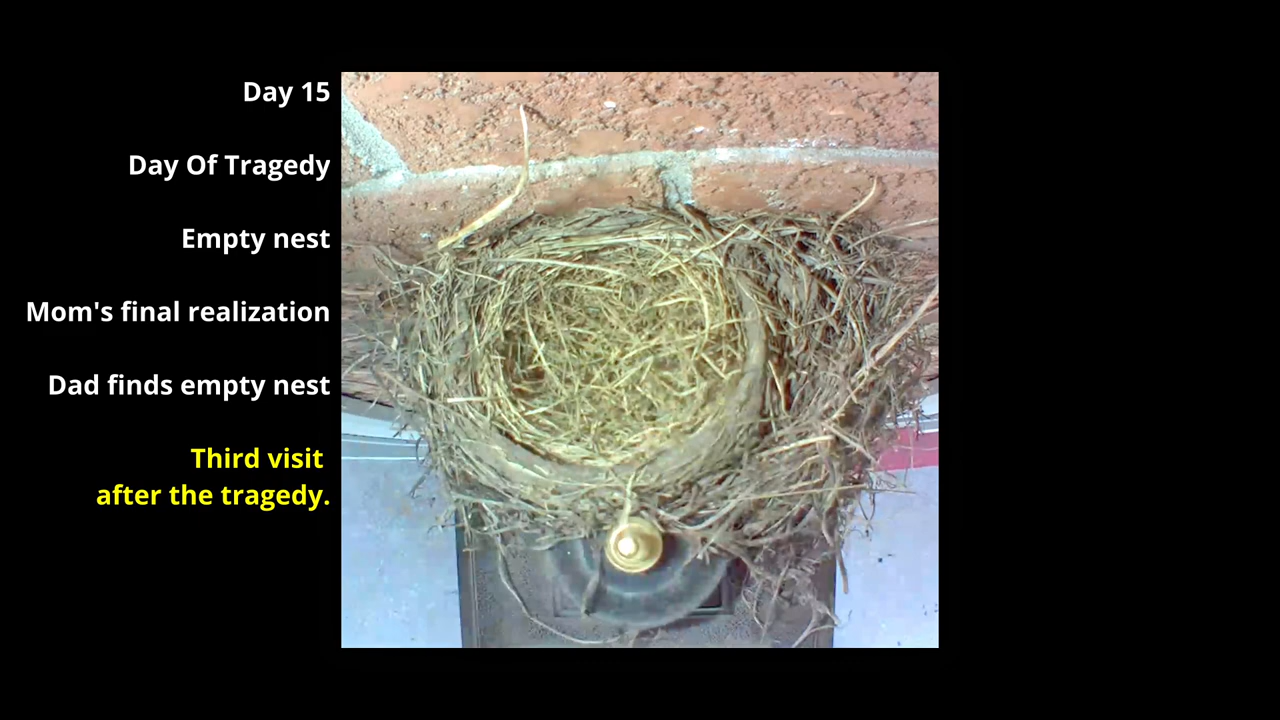 Day 15
Day Of Tragedy
Empty nest
Mom's final realization
Dad finds empty nest
Third visit
after the tragedy.